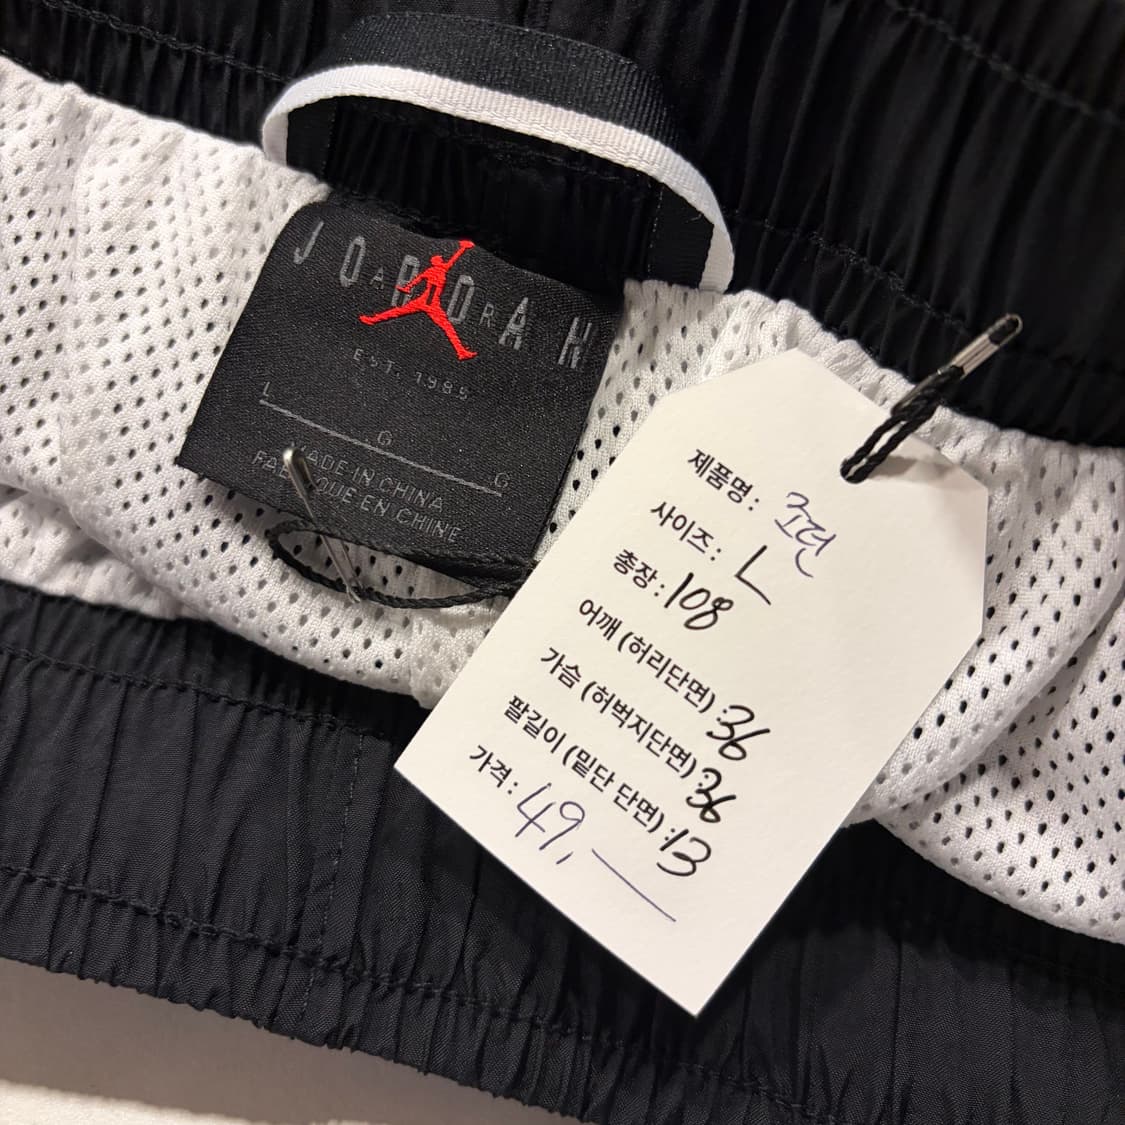 JORDAN
AIR
EST. 1985
L
G
G
MADE IN CHINA
QUE EN CHINE
제품명 : 조던
사이즈 : L
총장 : 108
어깨 (허리단면) : 36
가슴 (허벅지단면) : 36
팔길이 (밑단 단면) : 13
가격 : 49,—